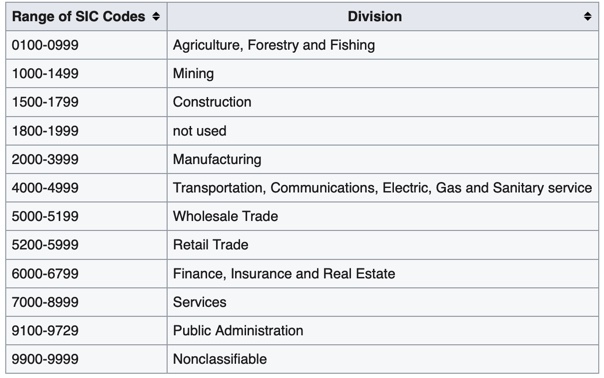 Range of SIC Codes Division
0100-0999 Agriculture, Forestry and Fishing
1000-1499 Mining
1500-1799 Construction
1800-1999 not used
2000-3999 Manufacturing
4000-4999 Transportation, Communications, Electric, Gas and Sanitary service
5000-5199 Wholesale Trade
5200-5999 Retail Trade
6000-6799 Finance, Insurance and Real Estate
7000-8999 Services
9100-9729 Public Administration
9900-9999 Nonclassifiable